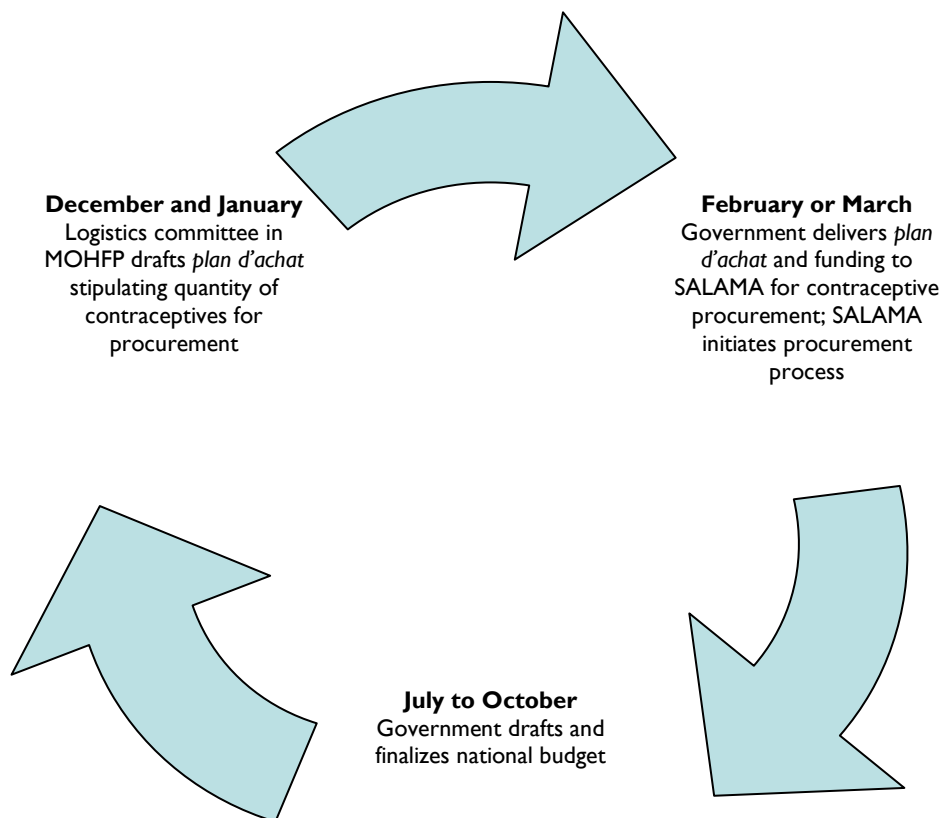 December and January
Logistics committee in
MOHFP drafts plan d’achat
stipulating quantity of
contraceptives for
procurement
February or March
Government delivers plan
d’achat and funding to
SALAMA for contraceptive
procurement; SALAMA
initiates procurement
process
July to October
Government drafts and
finalizes national budget